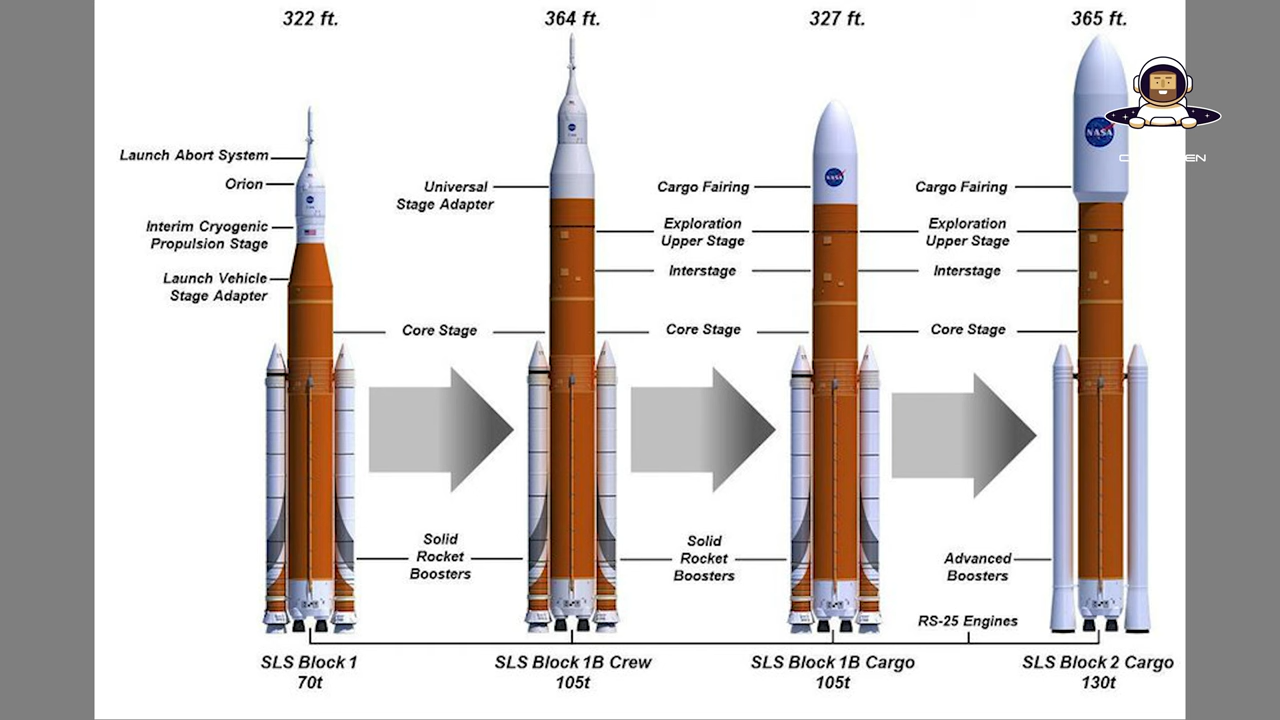 322 ft.
364 ft.
327 ft.
365 ft.
Launch Abort System
Orion
Interim Cryogenic
Propulsion Stage
Launch Vehicle
Stage Adapter
Universal
Stage Adapter
Cargo Fairing
Cargo Fairing
Exploration
Upper Stage
Exploration
Upper Stage
Interstage
Interstage
Core Stage
Core Stage
Core Stage
NASA
NASA
Solid
Rocket
Boosters
Solid
Rocket
Boosters
Advanced
Boosters
RS-25 Engines
SLS Block 1
70t
SLS Block 1B Crew
105t
SLS Block 1B Cargo
105t
SLS Block 2 Cargo
130t